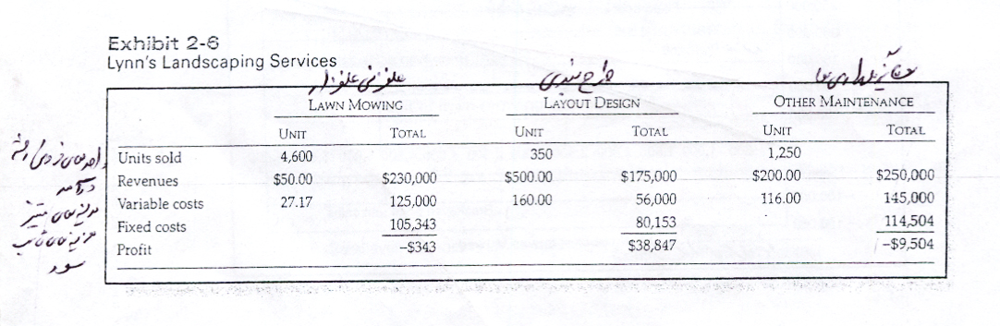 Exhibit 2-6
Lynn's Landscaping Services
علف زنی علفزار طرح بندی سایر نگهداری ها
LAWN MOWING LAYOUT DESIGN OTHER MAINTENANCE
UNIT TOTAL UNIT TOTAL UNIT TOTAL
واحدهای فروش رفته Units sold 4,600 350 1,250
درآمد Revenues $50.00 $230,000 $500.00 $175,000 $200.00 $250,000
هزینه های متغیر Variable costs 27.17 125,000 160.00 56,000 116.00 145,000
هزینه های ثابت Fixed costs 105,343 80,153 114,504
سود Profit –$343 $38,847 –$9,504